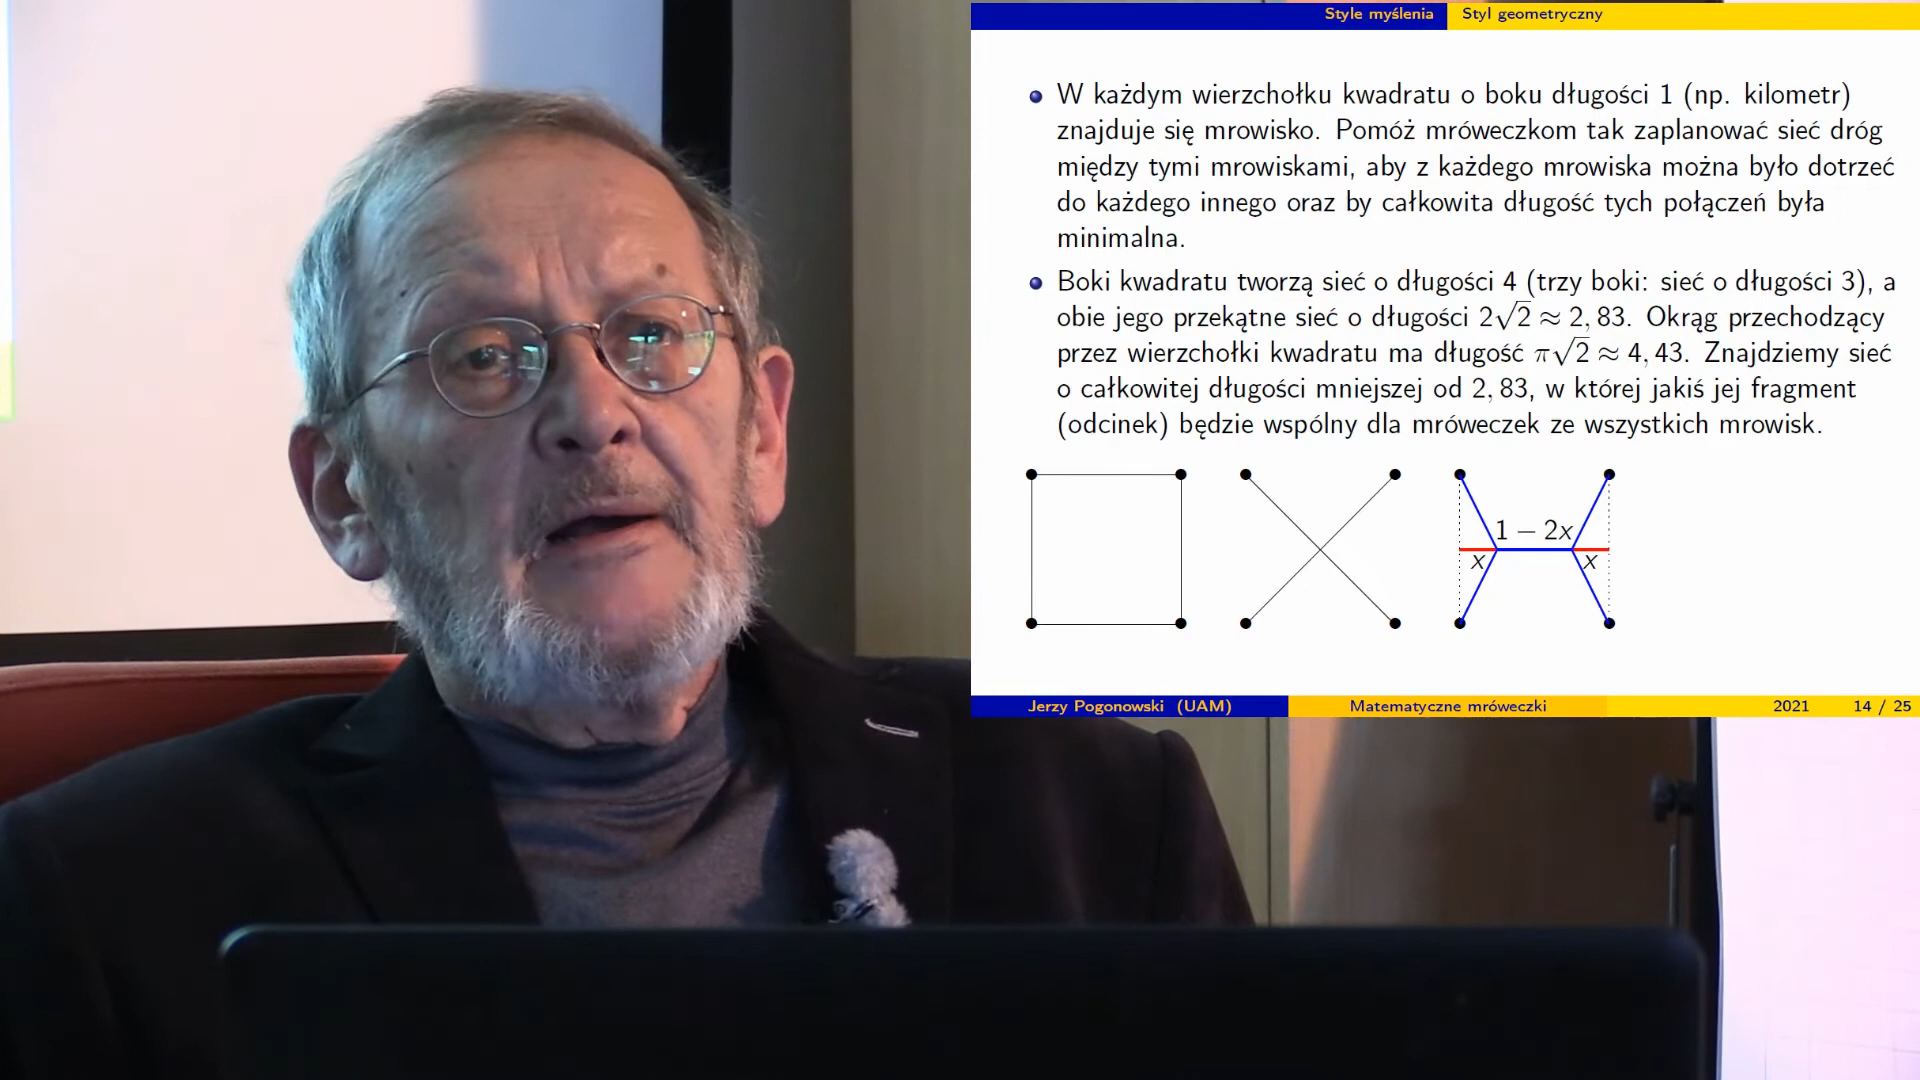 Style myślenia Styl geometryczny
W każdym wierzchołku kwadratu o boku długości 1 (np. kilometr)
znajduje się mrowisko. Pomóż mróweczkom tak zaplanować sieć dróg
między tymi mrowiskami, aby z każdego mrowiska można było dotrzeć
do każdego innego oraz by całkowita długość tych połączeń była
minimalna.
Boki kwadratu tworzą sieć o długości 4 (trzy boki: sieć o długości 3), a
obie jego przekątne sieć o długości 2√2 ≈ 2, 83. Okrąg przechodzący
przez wierzchołki kwadratu ma długość π√2 ≈ 4, 43. Znajdziemy sieć
o całkowitej długości mniejszej od 2, 83, w której jakiś jej fragment
(odcinek) będzie wspólny dla mróweczek ze wszystkich mrowisk.
1 − 2x
x x
Jerzy Pogonowski (UAM) Matematyczne mróweczki 2021 14 / 25